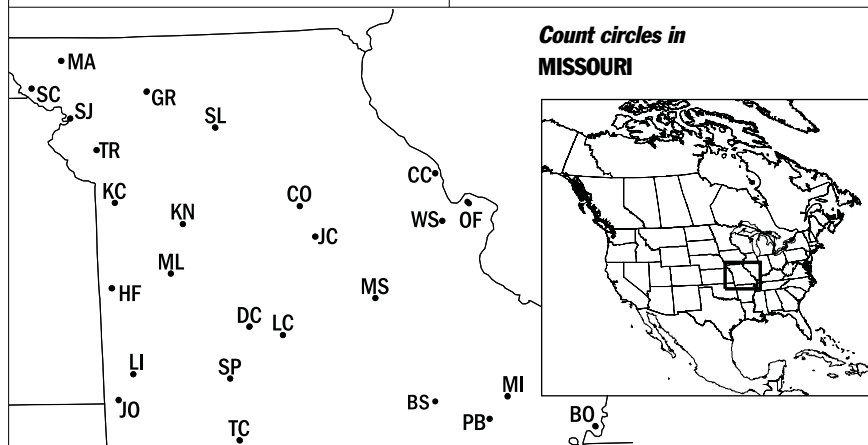 Count circles in
MISSOURI
MA
SC
GR
SJ
SL
TR
CC
KC
CO
KN
WS
OF
JC
ML
HF
MS
DC
LC
LI
SP
MI
JO
BS
PB
BO
TC